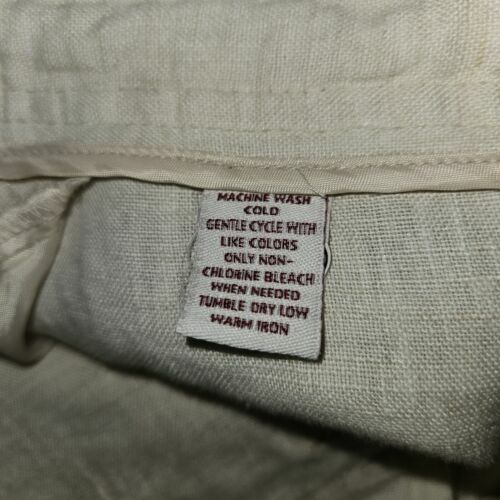 MACHINE WASH
COLD
GENTLE CYCLE WITH
LIKE COLORS
ONLY NON-
CHLORINE BLEACH
WHEN NEEDED
TUMBLE DRY LOW
WARM IRON